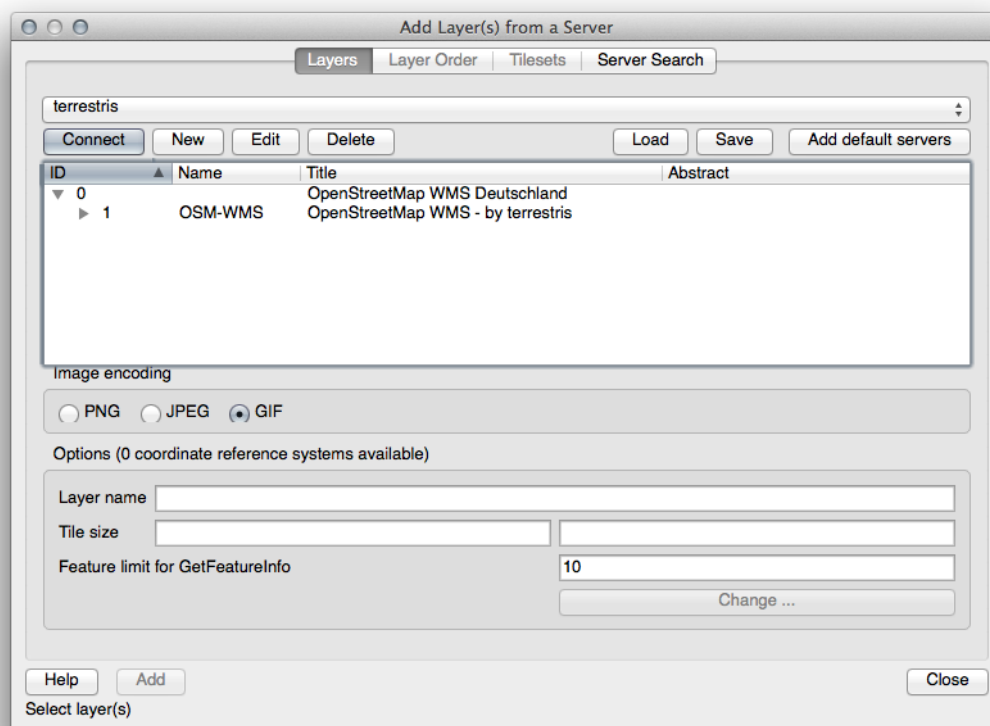 Add Layer(s) from a Server
Layers Layer Order Tilesets Server Search
terrestris
Connect New Edit Delete Load Save Add default servers
ID Name Title Abstract
0 OpenStreetMap WMS Deutschland
1 OSM-WMS OpenStreetMap WMS - by terrestris
Image encoding
PNG JPEG GIF
Options (0 coordinate reference systems available)
Layer name
Tile size
Feature limit for GetFeatureInfo 10
Change ...
Help Add Close
Select layer(s)